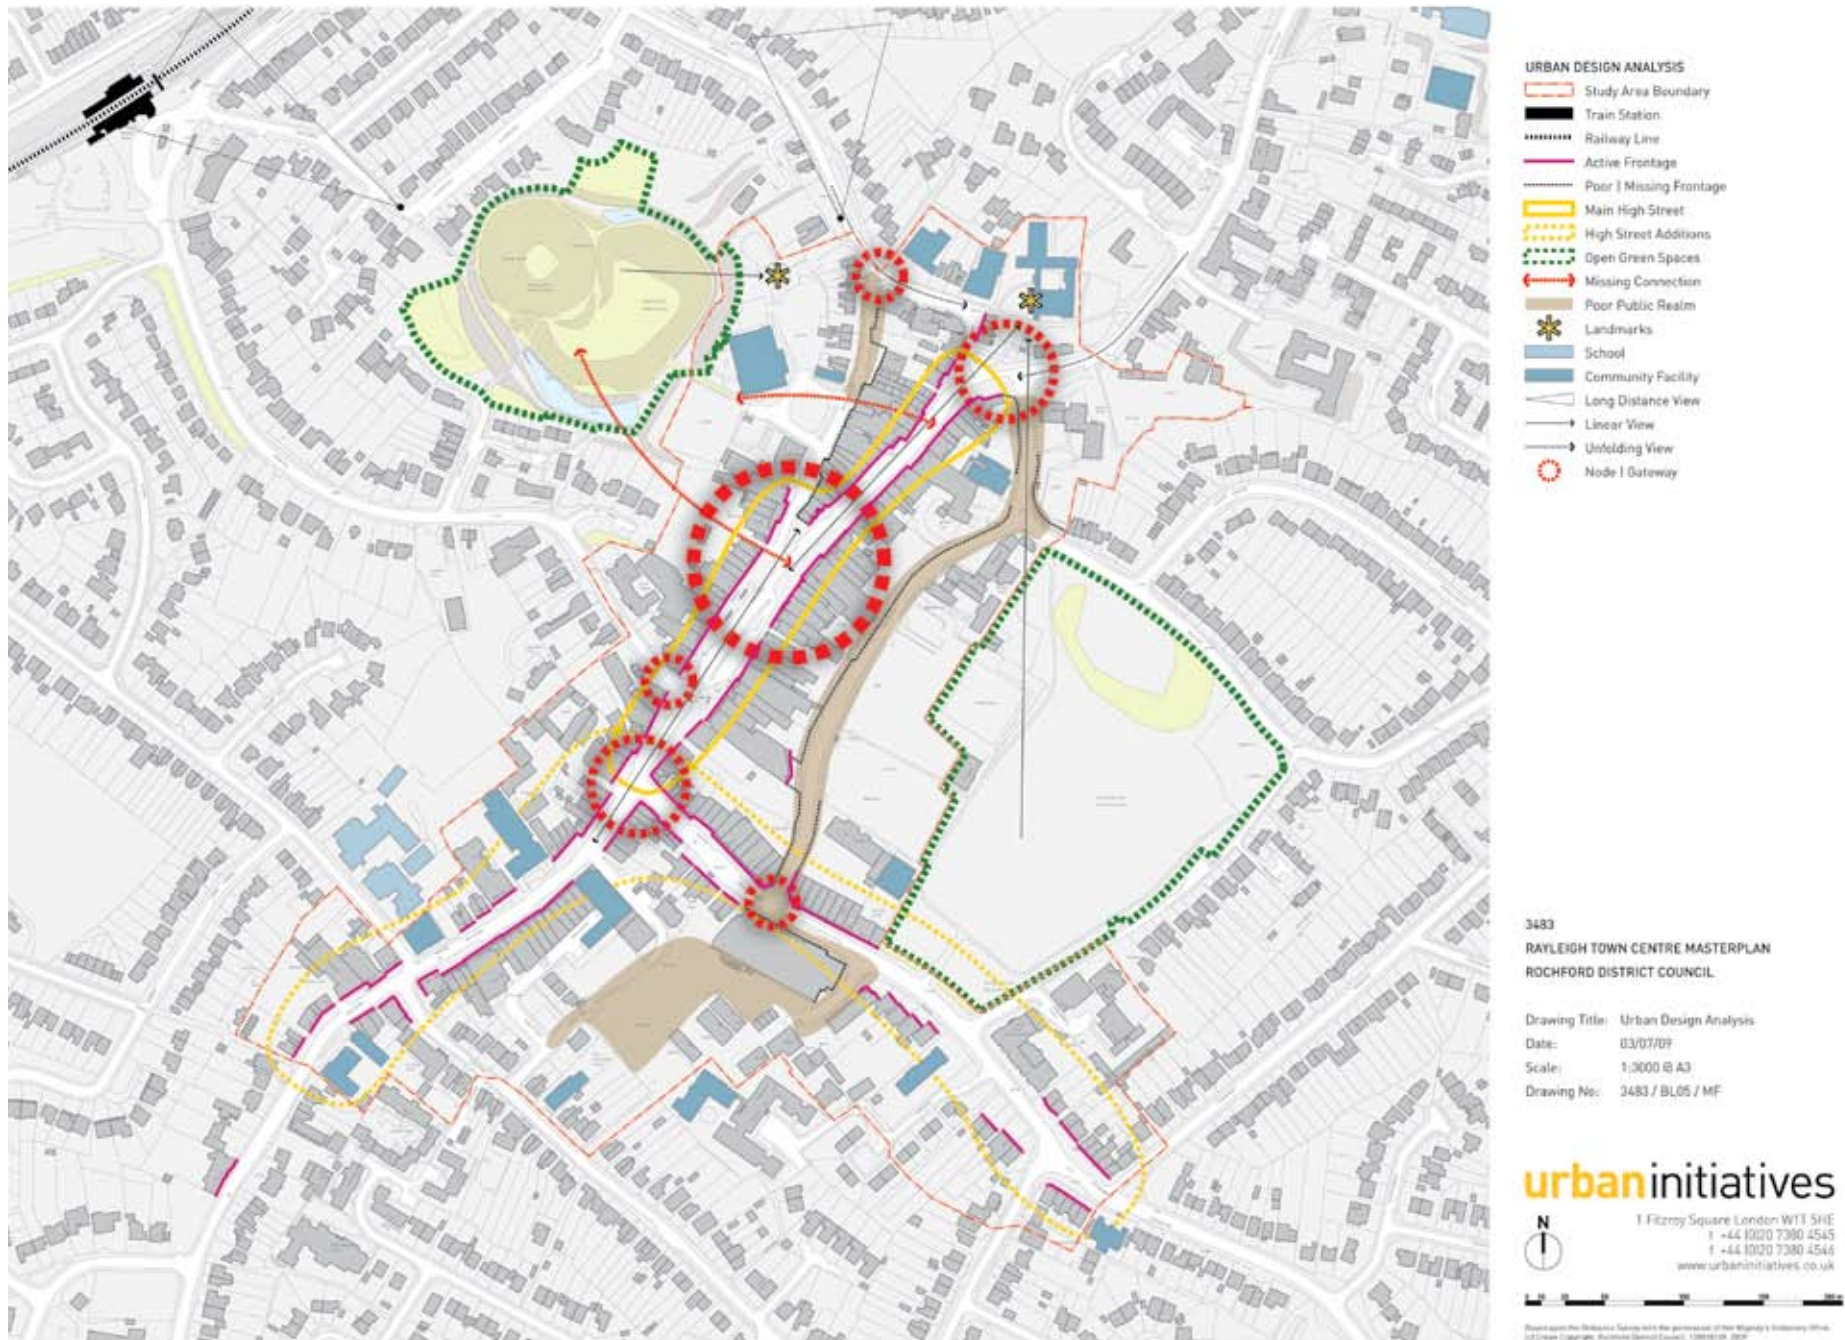 URBAN DESIGN ANALYSIS
Study Area Boundary
Train Station
Railway Line
Active Frontage
Poor | Missing Frontage
Main High Street
High Street Additions
Open Green Spaces
Missing Connection
Poor Public Realm
Landmarks
School
Community Facility
Long Distance View
Linear View
Unfolding View
Node | Gateway
3483
RAYLEIGH TOWN CENTRE MASTERPLAN
ROCHFORD DISTRICT COUNCIL
Drawing Title: Urban Design Analysis
Date: 03/07/09
Scale: 1:3000 @ A3
Drawing No: 3483 / BL05 / MF
urbaninitiatives
N
1 Fitzroy Square London W1T 5HE
t +44 (0)20 7380 4545
f +44 (0)20 7380 4546
www.urbaninitiatives.co.uk